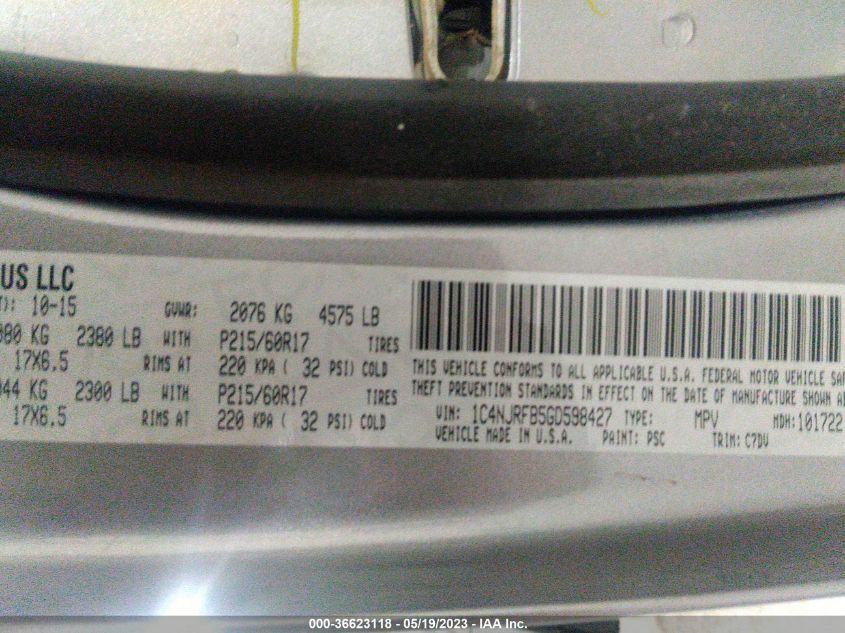 US LLC
10-15 GVWR: 2076 KG 4575 LB
KG 2380 LB WITH P215/60R17 TIRES
17X6.5 RIMS AT 220 KPA ( 32 PSI) COLD
KG 2300 LB WITH P215/60R17 TIRES
17X6.5 RIMS AT 220 KPA ( 32 PSI) COLD
THIS VEHICLE CONFORMS TO ALL APPLICABLE U.S.A. FEDERAL MOTOR VEHICLE
THEFT PREVENTION STANDARDS IN EFFECT ON THE DATE OF MANUFACTURE SHOWN
VIN: 1C4NJRFB5GD598427 TYPE: MPV MDH: 101722
VEHICLE MADE IN U.S.A. PAINT: PSC TRIM: C7DV
000-36623118 - 05/19/2023 - IAA Inc.